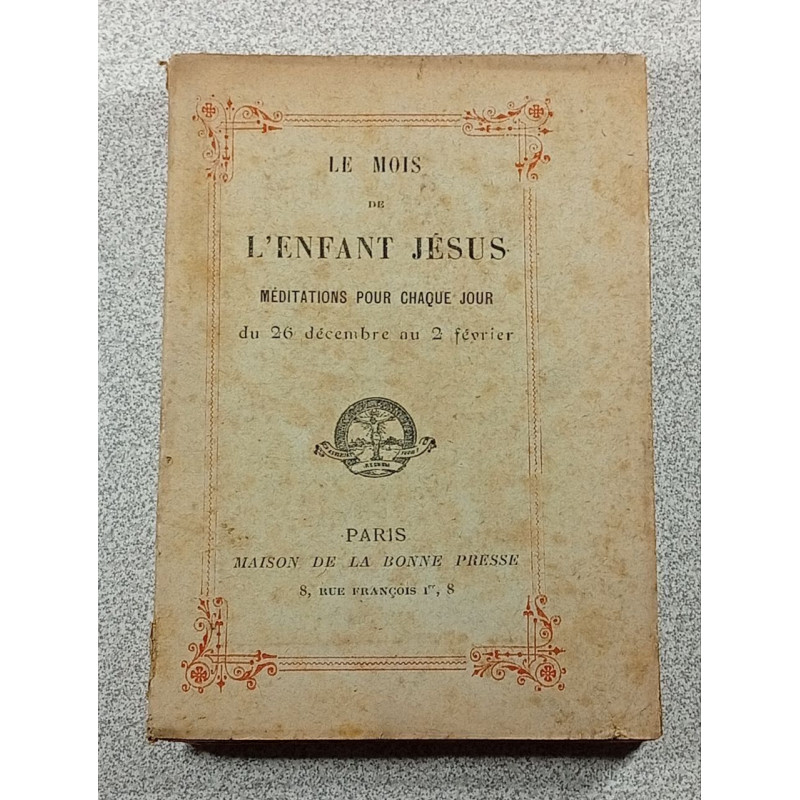 LE MOIS
DE
L'ENFANT JÉSUS
MÉDITATIONS POUR CHAQUE JOUR
du 26 décembre au 2 février
PARIS
MAISON DE LA BONNE PRESSE
8, RUE FRANÇOIS Iᵉʳ, 8